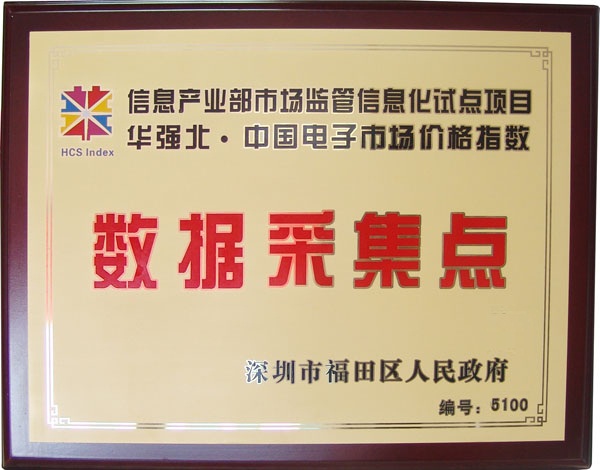 信息产业部市场监管信息化试点项目
华强北·中国电子市场价格指数
HCS Index
数据采集点
深圳市福田区人民政府
编号：5100